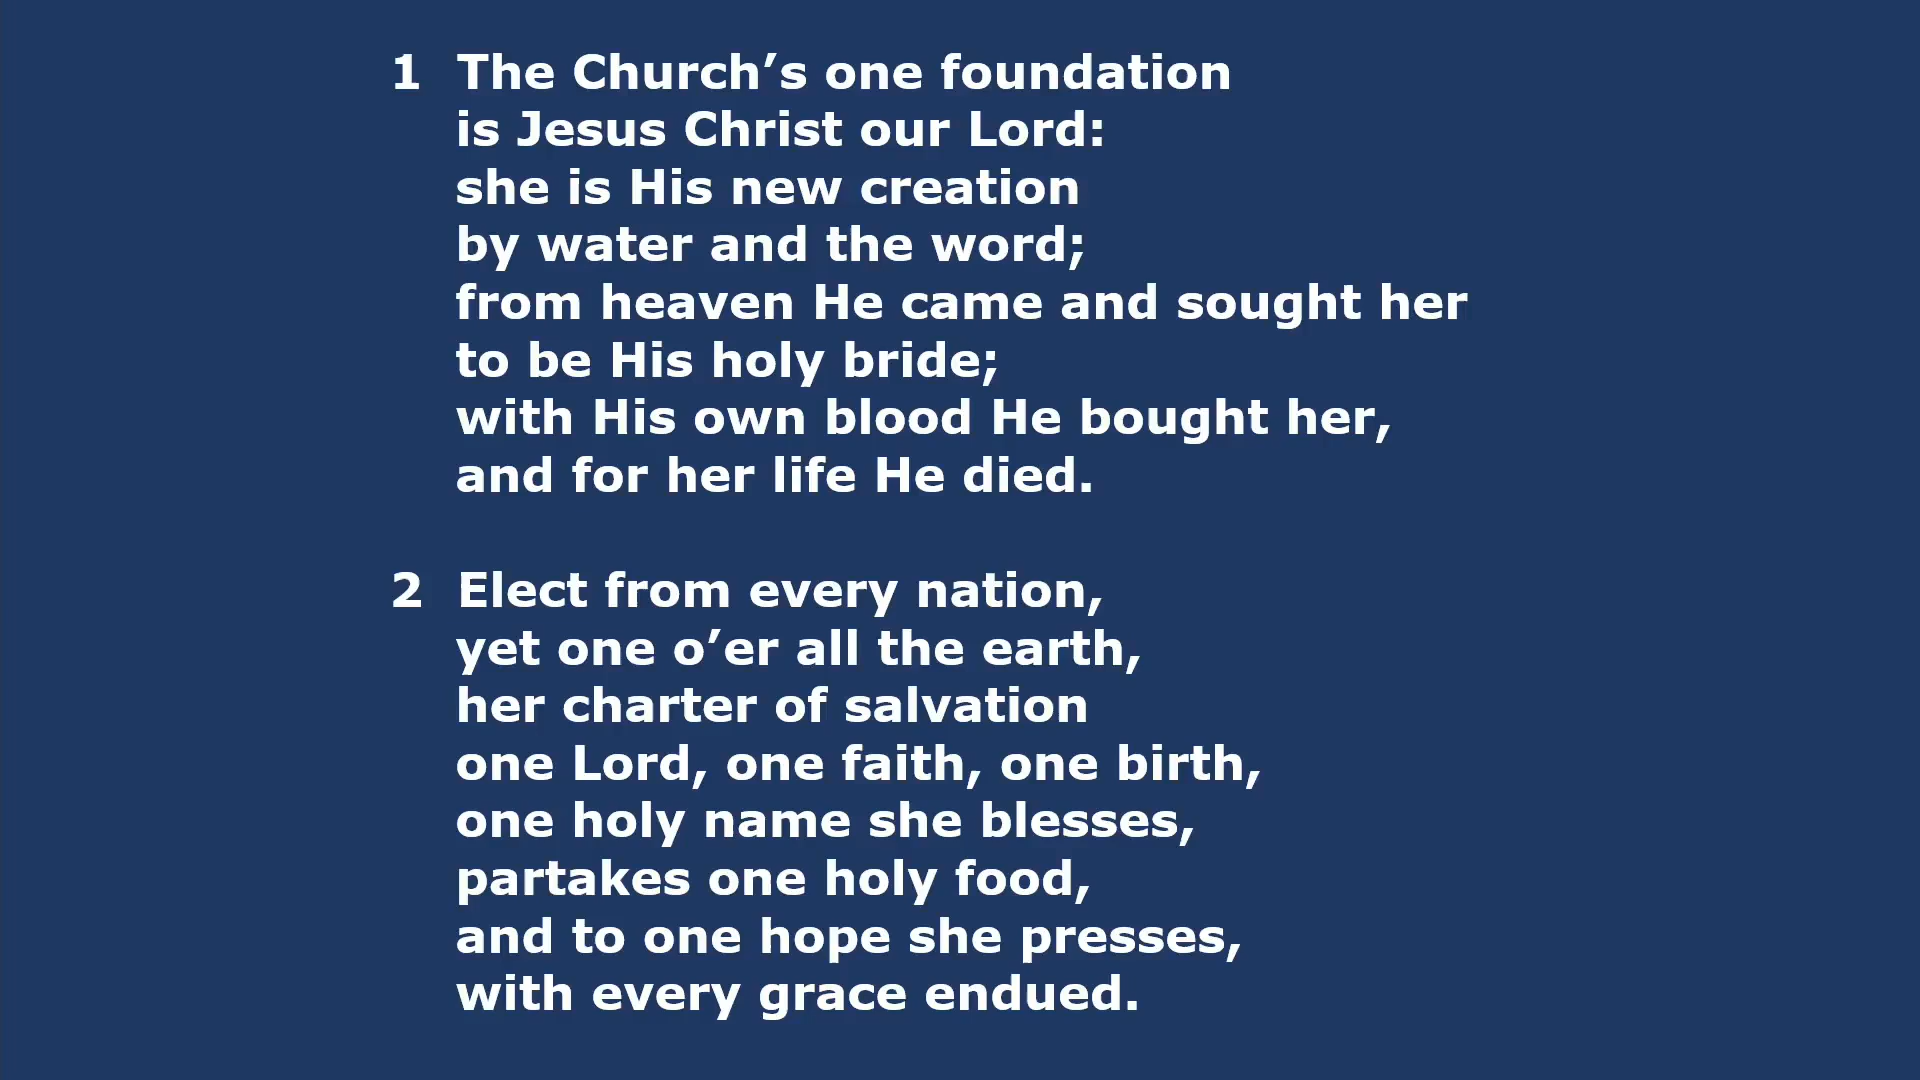 1 The Church’s one foundation
is Jesus Christ our Lord:
she is His new creation
by water and the word;
from heaven He came and sought her
to be His holy bride;
with His own blood He bought her,
and for her life He died.
2 Elect from every nation,
yet one o’er all the earth,
her charter of salvation
one Lord, one faith, one birth,
one holy name she blesses,
partakes one holy food,
and to one hope she presses,
with every grace endued.